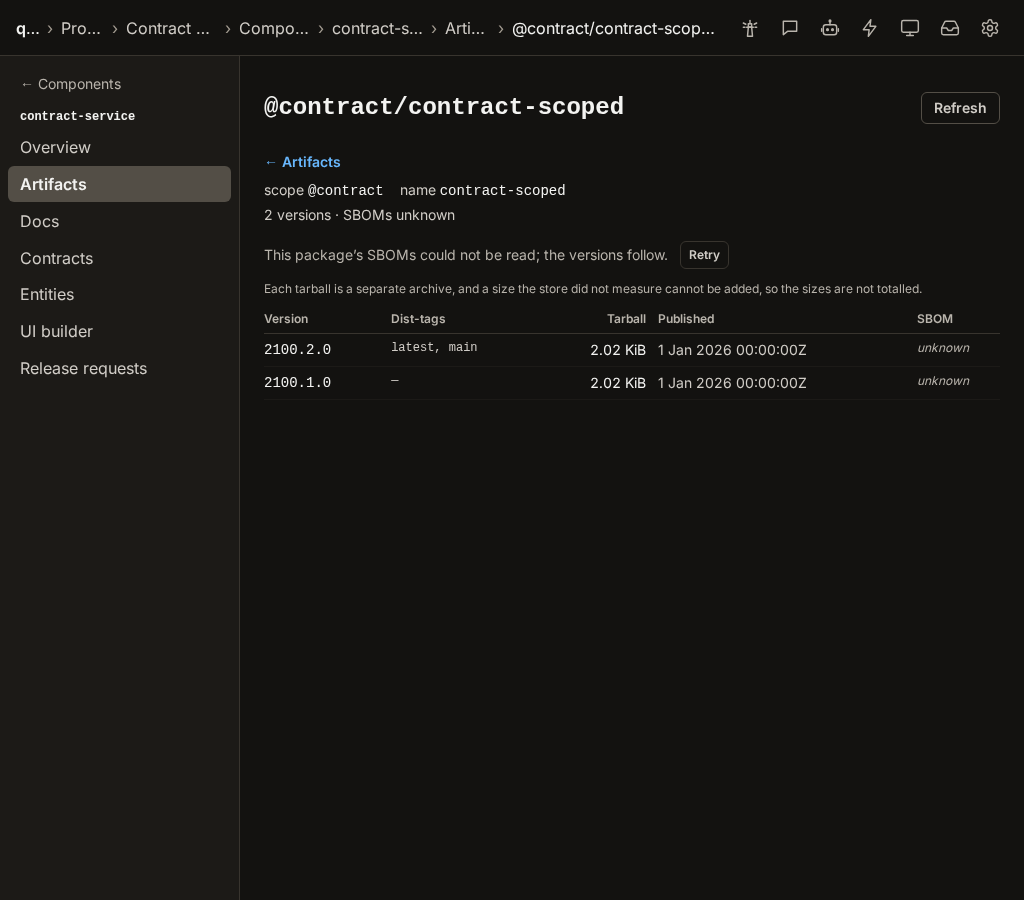 q... › Pro... › Contract ... › Compo... › contract-s... › Arti... › @contract/contract-scop...
← Components
contract-service
Overview
Artifacts
Docs
Contracts
Entities
UI builder
Release requests
@contract/contract-scoped
Refresh
← Artifacts
scope @contract name contract-scoped
2 versions · SBOMs unknown
This package’s SBOMs could not be read; the versions follow. Retry
Each tarball is a separate archive, and a size the store did not measure cannot be added, so the sizes are not totalled.
Version Dist-tags Tarball Published SBOM
2100.2.0 latest, main 2.02 KiB 1 Jan 2026 00:00:00Z unknown
2100.1.0 — 2.02 KiB 1 Jan 2026 00:00:00Z unknown